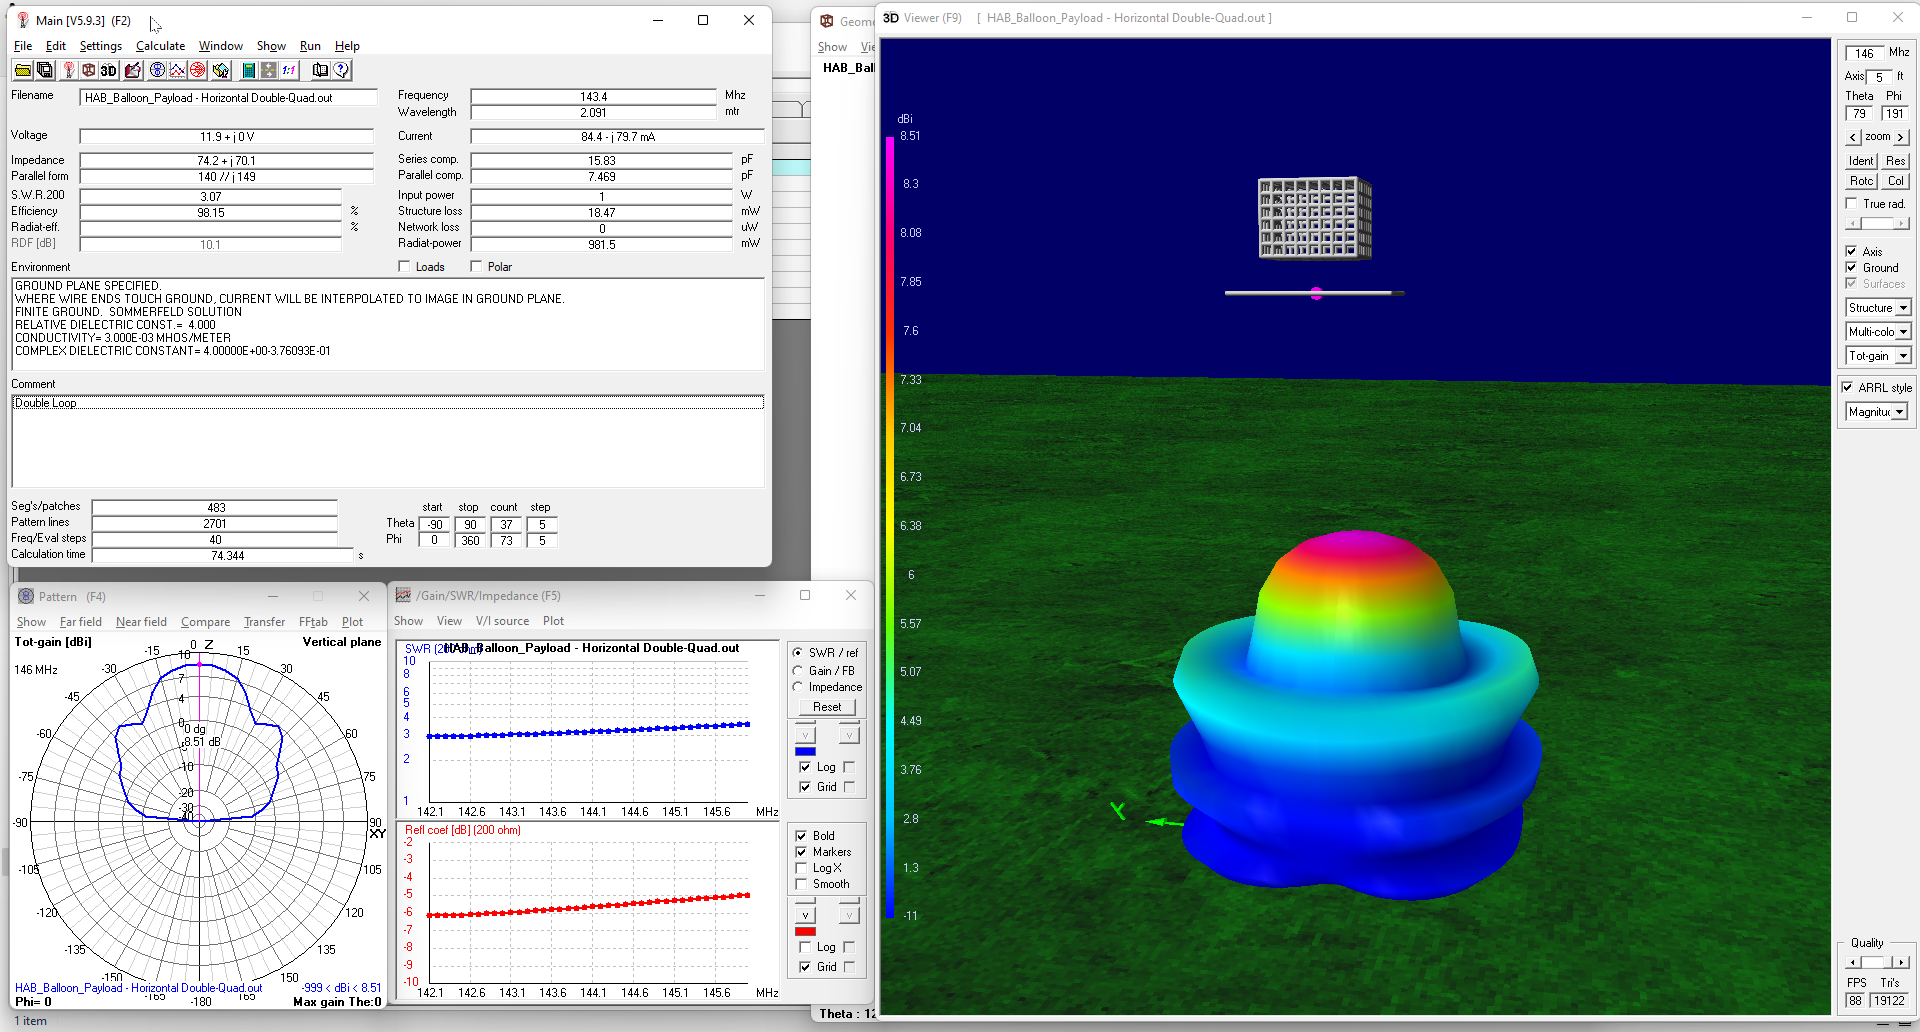 Main [V5.9.3] (F2)
File Edit Settings Calculate Window Show Run Help
3D 1:1
Filename HAB_Balloon_Payload - Horizontal Double-Quad.out
Frequency 143.4 Mhz
Wavelength 2.091 mtr
Voltage 11.9 + j 0 V
Current 84.4 - j 79.7 mA
Impedance 74.2 + j 70.1
Series comp. 15.83 pF
Parallel form 140 // j 149
Parallel comp. 7.469 pF
S.W.R.200 3.07
Input power 1 W
Efficiency 98.15 %
Structure loss 18.47 mW
Radiat-eff. %
Network loss 0 uW
RDF [dB] 10.1
Radiat-power 981.5 mW
Environment
Loads Polar
GROUND PLANE SPECIFIED.
WHERE WIRE ENDS TOUCH GROUND, CURRENT WILL BE INTERPOLATED TO IMAGE IN GROUND PLANE.
FINITE GROUND. SOMMERFELD SOLUTION
RELATIVE DIELECTRIC CONST.= 4.000
CONDUCTIVITY= 3.000E-03 MHOS/METER
COMPLEX DIELECTRIC CONSTANT= 4.00000E+00-3.76093E-01
Comment
Double Loop
Seg's/patches 483
Pattern lines 2701
Freq/Eval steps 40
Calculation time 74.344 s
start stop count step
Theta -90 90 37 5
Phi 0 360 73 5
Pattern (F4)
Show Far field Near field Compare Transfer FFtab Plot
Tot-gain [dBi] Vertical plane
146 MHz
0 Z
-15 15
-30 30
-45 45
-60 60
-75 75
-90 90
XY
-105 105
-120 120
-135 135
-150 150
-165 165
-180
10
7
4
0
-5
-10
-20
-30
-40
0 dg
8.51 dB
HAB_Balloon_Payload - Horizontal Double-Quad.out -999 < dBi < 8.51
Phi= 0 Max gain The:0
1 item
/Gain/SWR/Impedance (F5)
Show View V/I source Plot
HAB_Balloon_Payload - Horizontal Double-Quad.out
10
8
6
5
4
3
2
1
142.1 142.6 143.1 143.6 144.1 144.6 145.1 145.6 MHz
Refl coef [dB] (200 ohm)
-2
-3
-4
-5
-6
-7
-8
-9
-10
142.1 142.6 143.1 143.6 144.1 144.6 145.1 145.6 MHz
SWR / ref
Gain / FB
Impedance
Reset
v v
Log
Grid
Bold
Markers
Log X
Smooth
v v
Log
Grid
Show
HAB_Ball
Theta : 12
3D Viewer (F9) [ HAB_Balloon_Payload - Horizontal Double-Quad.out ]
dBi
8.51
8.3
8.08
7.85
7.6
7.33
7.04
6.73
6.38
6
5.57
5.07
4.49
3.76
2.8
1.3
-11
Y
146 Mhz
Axis 5 ft
Theta Phi
79 191
< zoom >
Ident Res
Rotc Col
True rad.
Axis
Ground
Surfaces
Structure
Multi-colo
Tot-gain
ARRL style
Magnituc
Quality
FPS Tri's
88 19122